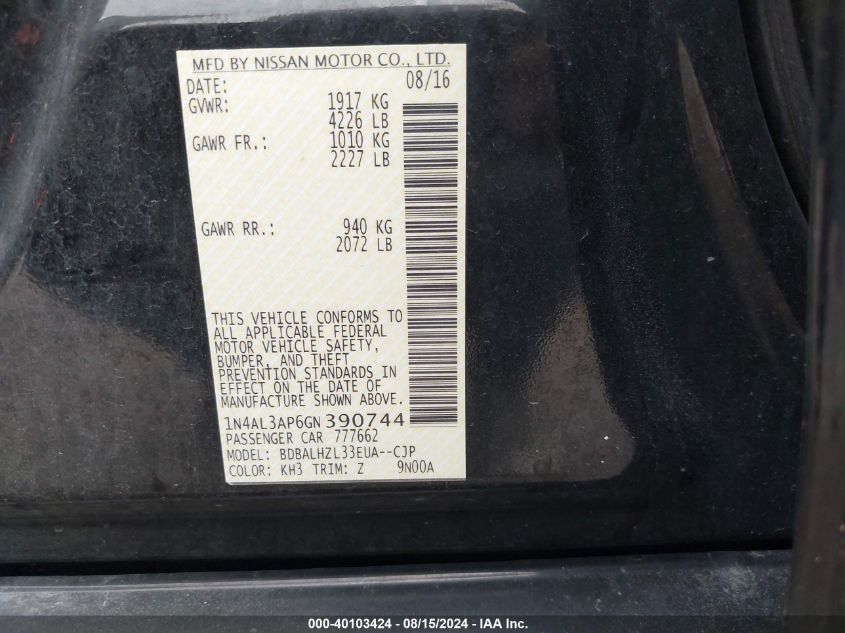 MFD BY NISSAN MOTOR CO., LTD.
DATE: 08/16
GVWR: 1917 KG
4226 LB
GAWR FR.: 1010 KG
2227 LB
GAWR RR.: 940 KG
2072 LB
THIS VEHICLE CONFORMS TO
ALL APPLICABLE FEDERAL
MOTOR VEHICLE SAFETY,
BUMPER, AND THEFT
PREVENTION STANDARDS IN
EFFECT ON THE DATE OF
MANUFACTURE SHOWN ABOVE.
1N4AL3AP6GN390744
PASSENGER CAR 777662
MODEL: BDBALHZL33EUA--CJP
COLOR: KH3 TRIM: Z 9N00A
000-40103424 - 08/15/2024 - IAA Inc.